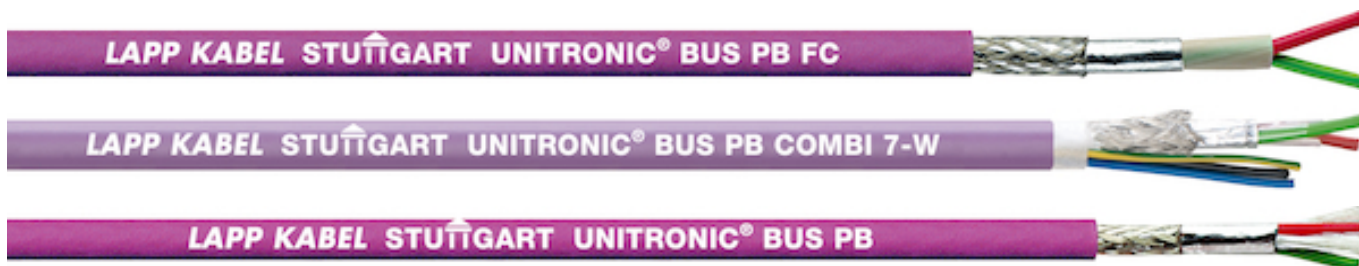 LAPP KABEL STUTTGART UNITRONIC® BUS PB FC
LAPP KABEL STUTTGART UNITRONIC® BUS PB COMBI 7-W
LAPP KABEL STUTTGART UNITRONIC® BUS PB